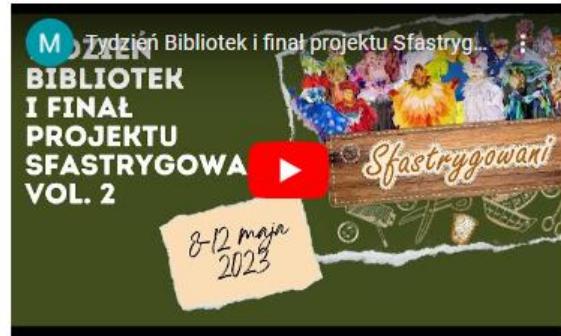 M
Tydzień Bibliotek i finał projektu Sfastryg...
BIBLIOTEK
I FINAŁ
PROJEKTU
SFASTRYGOWA
VOL. 2
Sfastrygowani
8-12 maja
2023